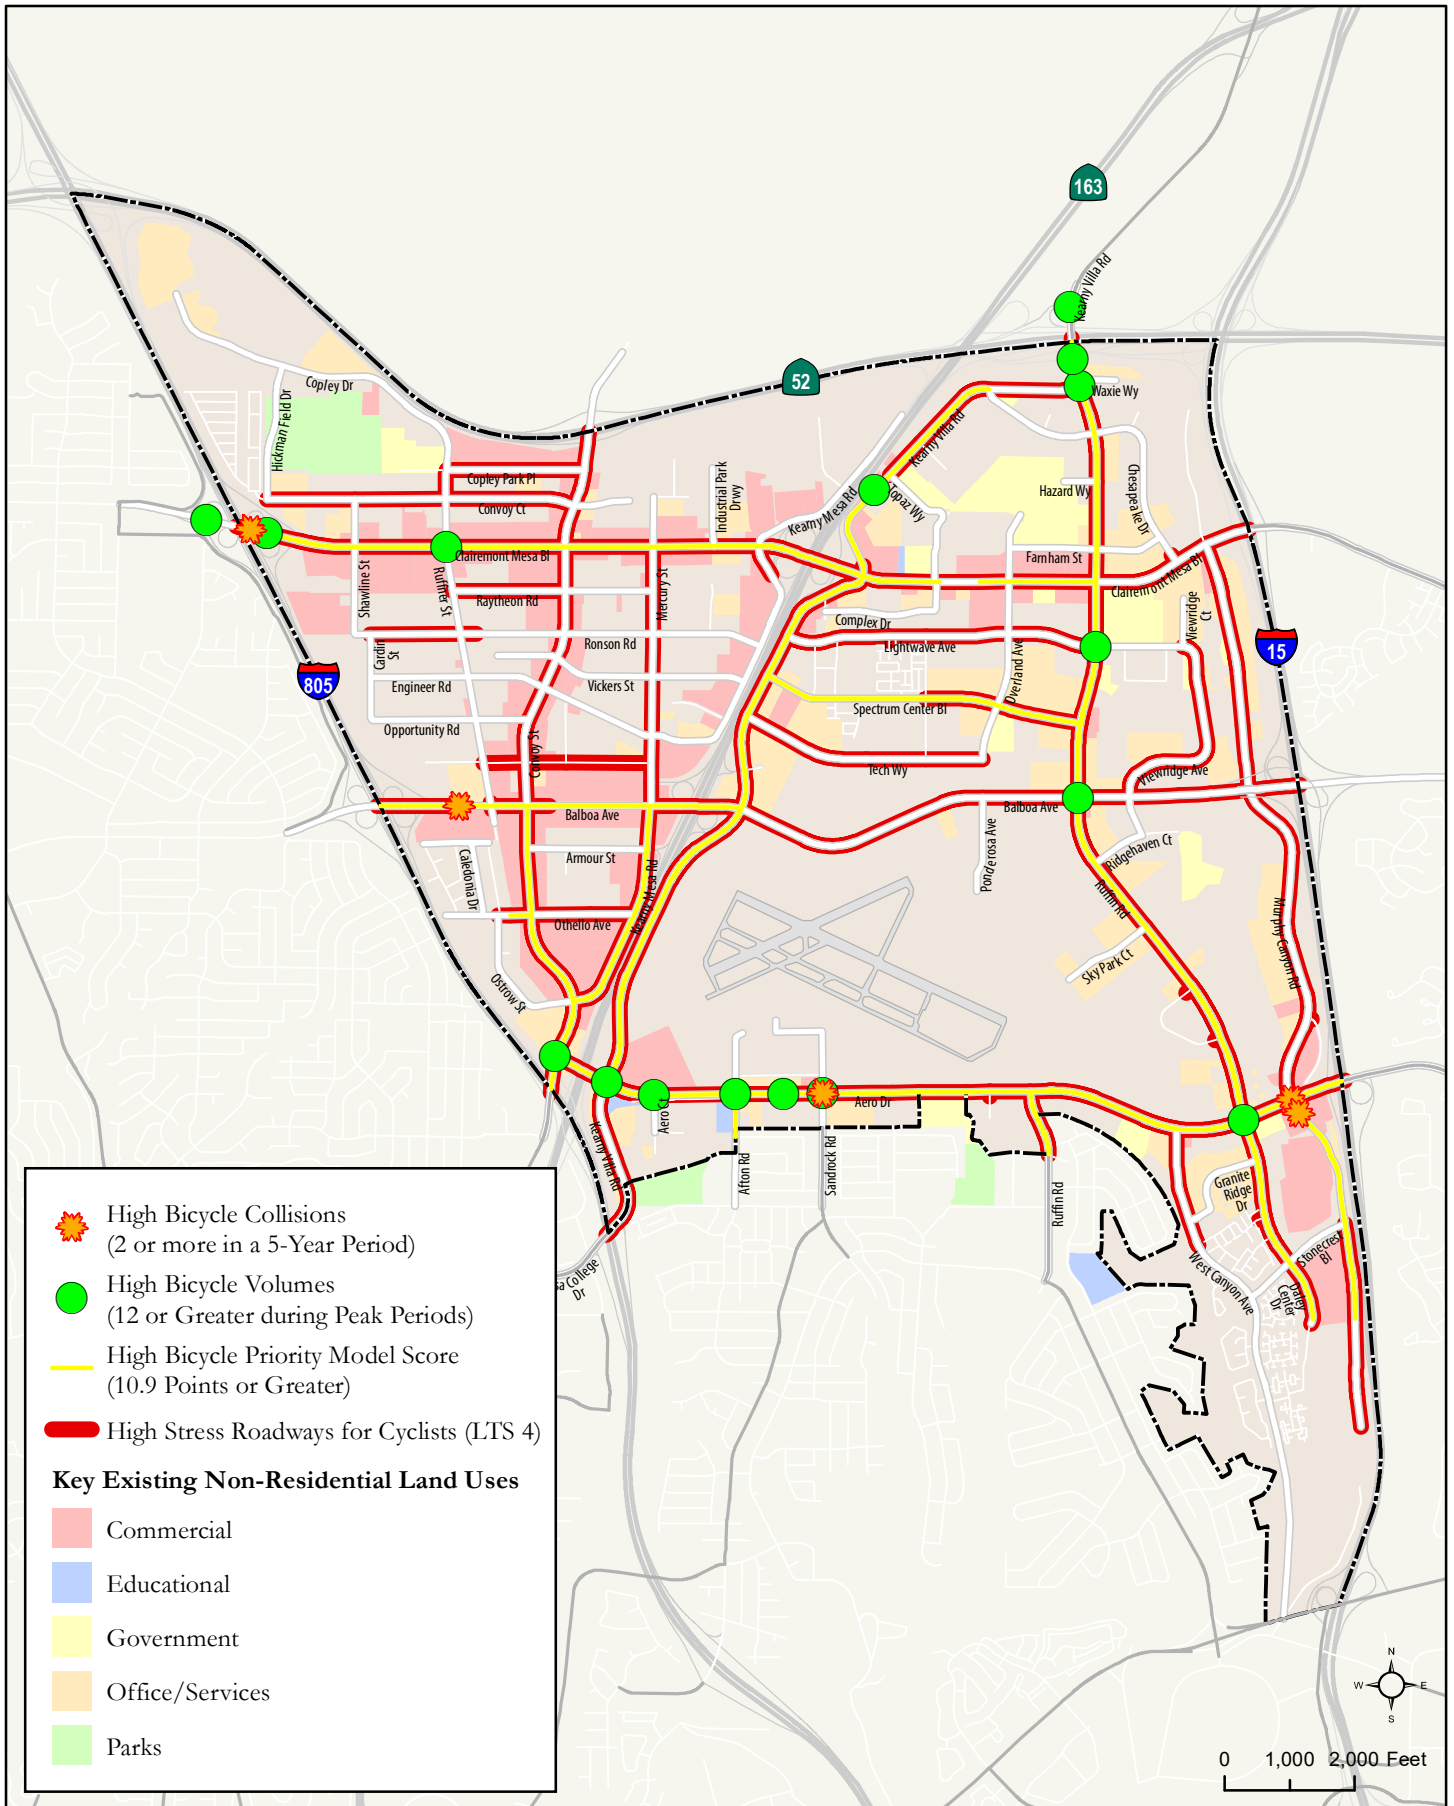 163
Kearny Villa Rd
52
Waxie Wy
Copley Dr
Hickman Field Dr
Kearny Villa Rd
Copley Park Pl
Industrial Park
Drwy
Chesapeake Dr
Hazard Wy
Topaz Wy
Kearny Mesa Rd
Convoy Ct
Clairemont Mesa Bl
Farnham St
Clairemont Mesa Bl
Shawline St
Ruffner St
Raytheon Rd
Mercury St
Complex Dr
Viewridge
Ct
Cardin
St
Ronson Rd
Lightwave Ave
Overland Ave
15
805
Engineer Rd
Vickers St
Spectrum Center Bl
Opportunity Rd
Convoy St
Tech Wy
Viewridge Ave
Balboa Ave
Balboa Ave
Armour St
Ponderosa Ave
Ridgehaven Ct
Caledonia Dr
Kearny Mesa Rd
Ruffin Rd
Othello Ave
Murphy Canyon Rd
Sky Park Ct
Ostrow St
Aero Ct
Aero Dr
Kearny Villa Rd
Afton Rd
Sandrock Rd
Ruffin Rd
Granite
Ridge
Dr
Stonecrest
Bl
West Canyon Ave
Daley
Center
Dr
sa College
Dr
High Bicycle Collisions
(2 or more in a 5-Year Period)
High Bicycle Volumes
(12 or Greater during Peak Periods)
High Bicycle Priority Model Score
(10.9 Points or Greater)
High Stress Roadways for Cyclists (LTS 4)
Key Existing Non-Residential Land Uses
Commercial
Educational
Government
Office/Services
Parks
N
W E
S
0 1,000 2,000 Feet